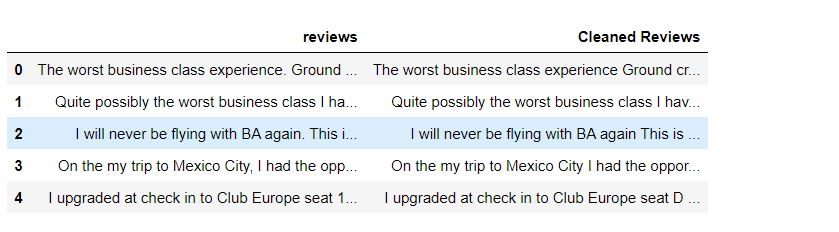 reviews Cleaned Reviews
0 The worst business class experience. Ground ... The worst business class experience Ground cr...
1 Quite possibly the worst business class I ha... Quite possibly the worst business class I hav...
2 I will never be flying with BA again. This i... I will never be flying with BA again This is ...
3 On the my trip to Mexico City, I had the opp... On the my trip to Mexico City I had the oppor...
4 I upgraded at check in to Club Europe seat 1... I upgraded at check in to Club Europe seat D ...